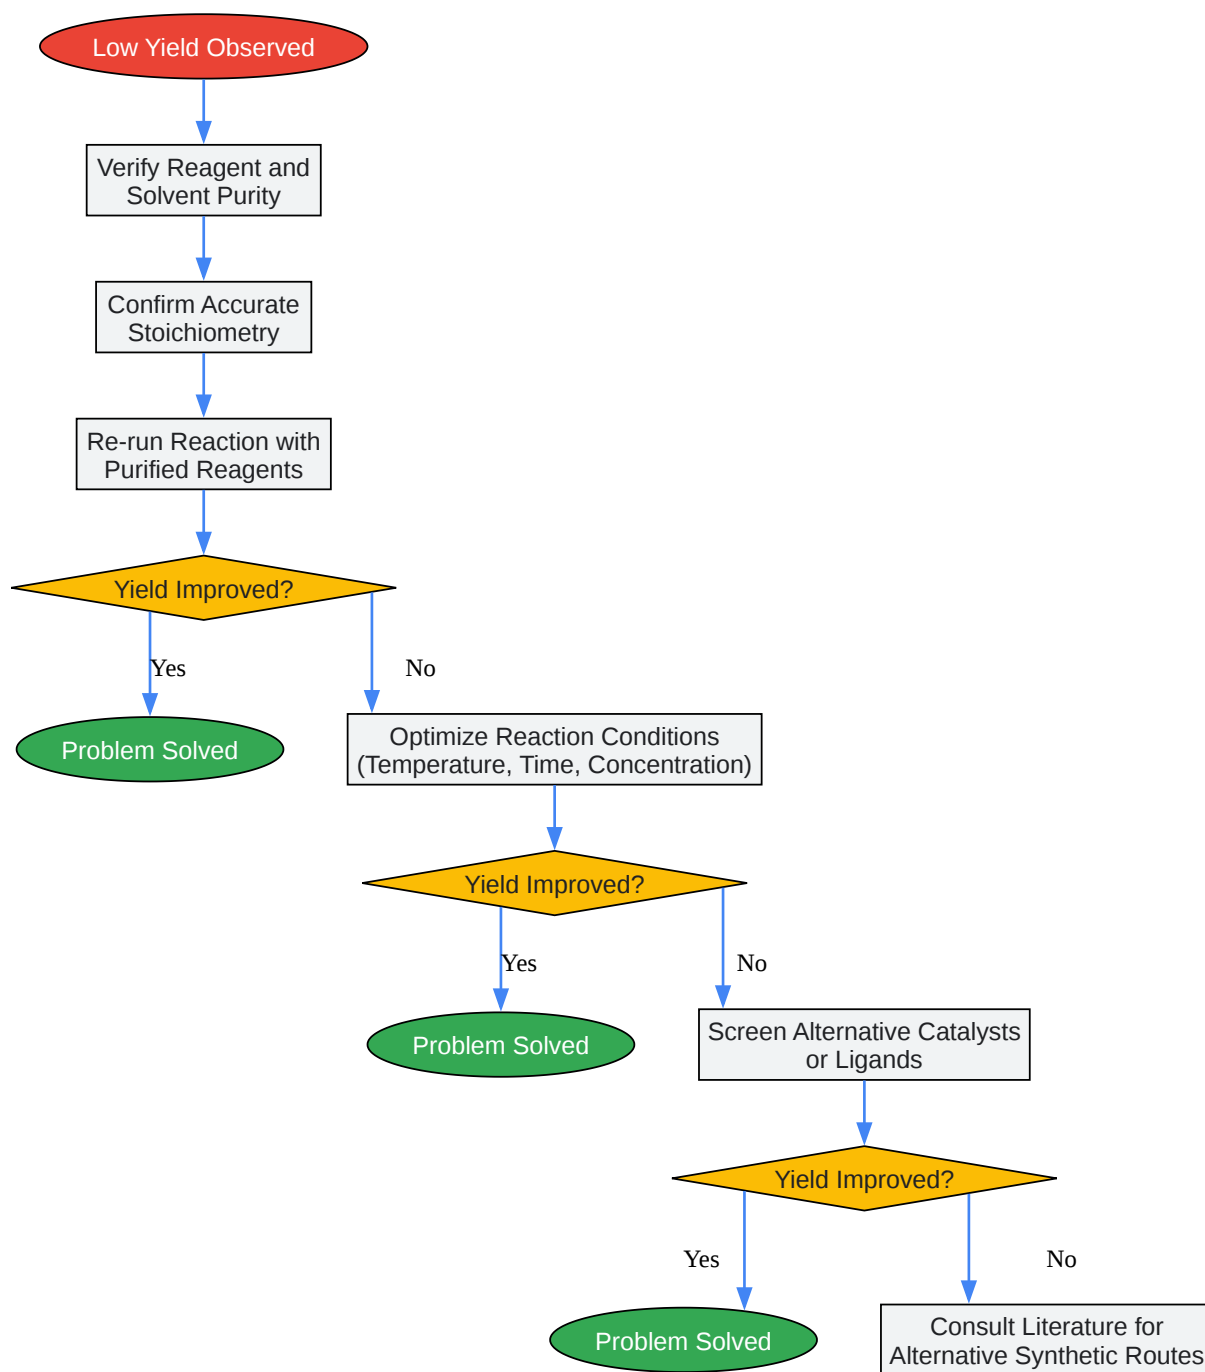 Low Yield Observed
Verify Reagent and
Solvent Purity
Confirm Accurate
Stoichiometry
Re-run Reaction with
Purified Reagents
Yield Improved?
Yes
No
Problem Solved
Optimize Reaction Conditions
(Temperature, Time, Concentration)
Yield Improved?
Yes
No
Problem Solved
Screen Alternative Catalysts
or Ligands
Yield Improved?
Yes
No
Problem Solved
Consult Literature for
Alternative Synthetic Routes